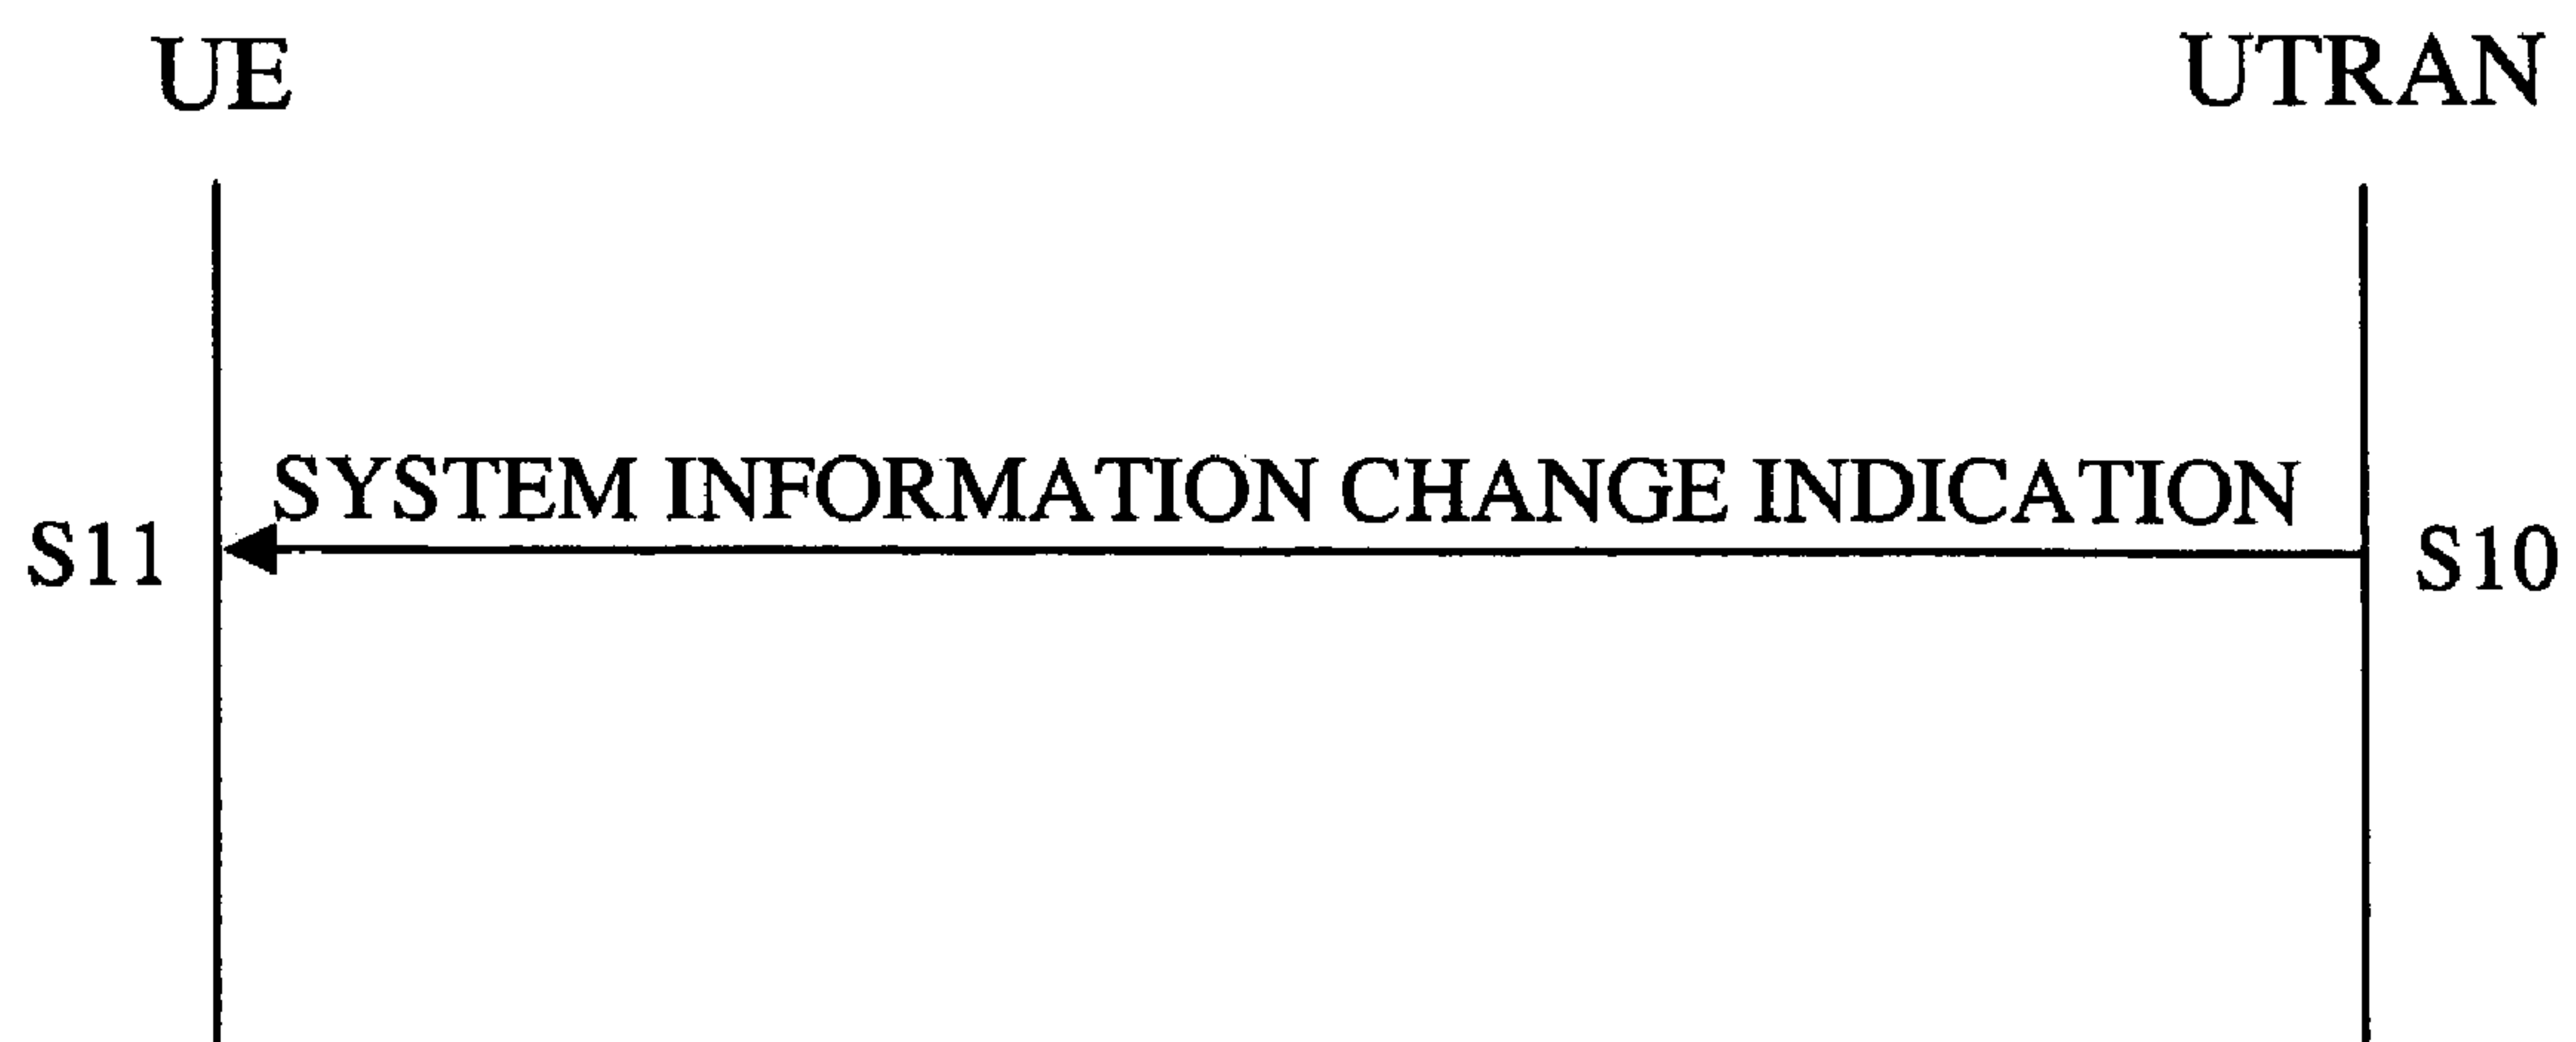 UE UTRAN
SYSTEM INFORMATION CHANGE INDICATION
S11 S10